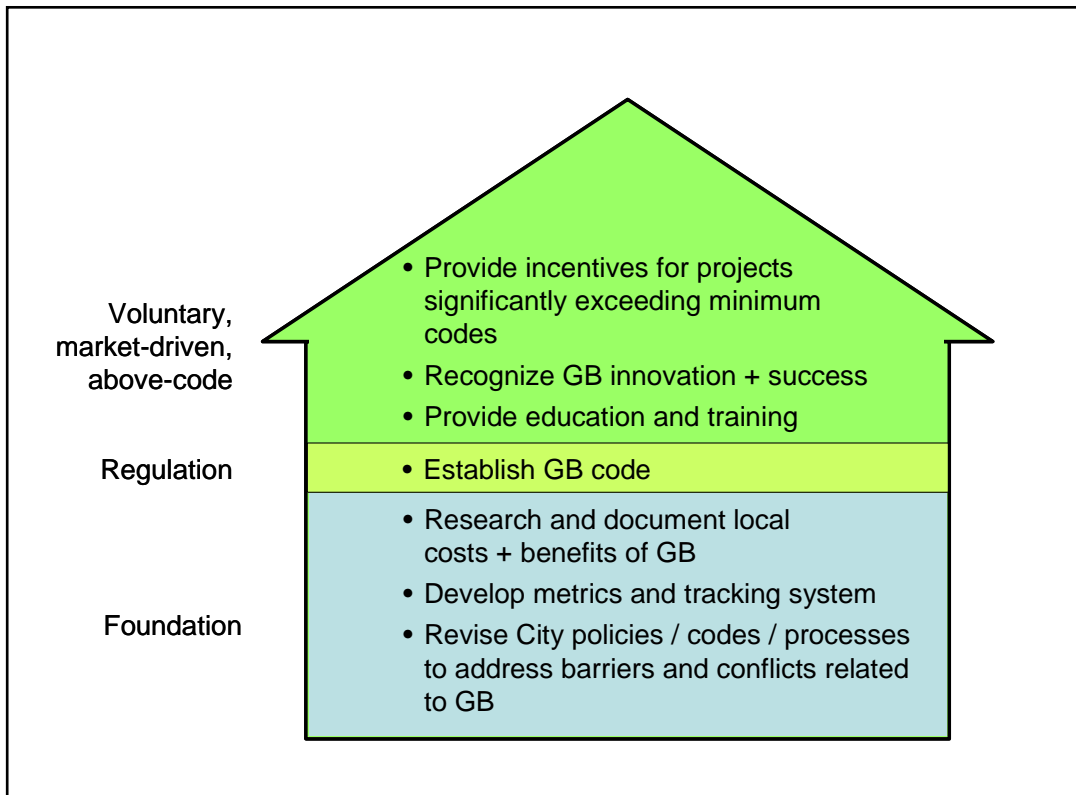 Voluntary,
market-driven,
above-code
• Provide incentives for projects
significantly exceeding minimum
codes
• Recognize GB innovation + success
• Provide education and training
Regulation
• Establish GB code
Foundation
• Research and document local
costs + benefits of GB
• Develop metrics and tracking system
• Revise City policies / codes / processes
to address barriers and conflicts related
to GB